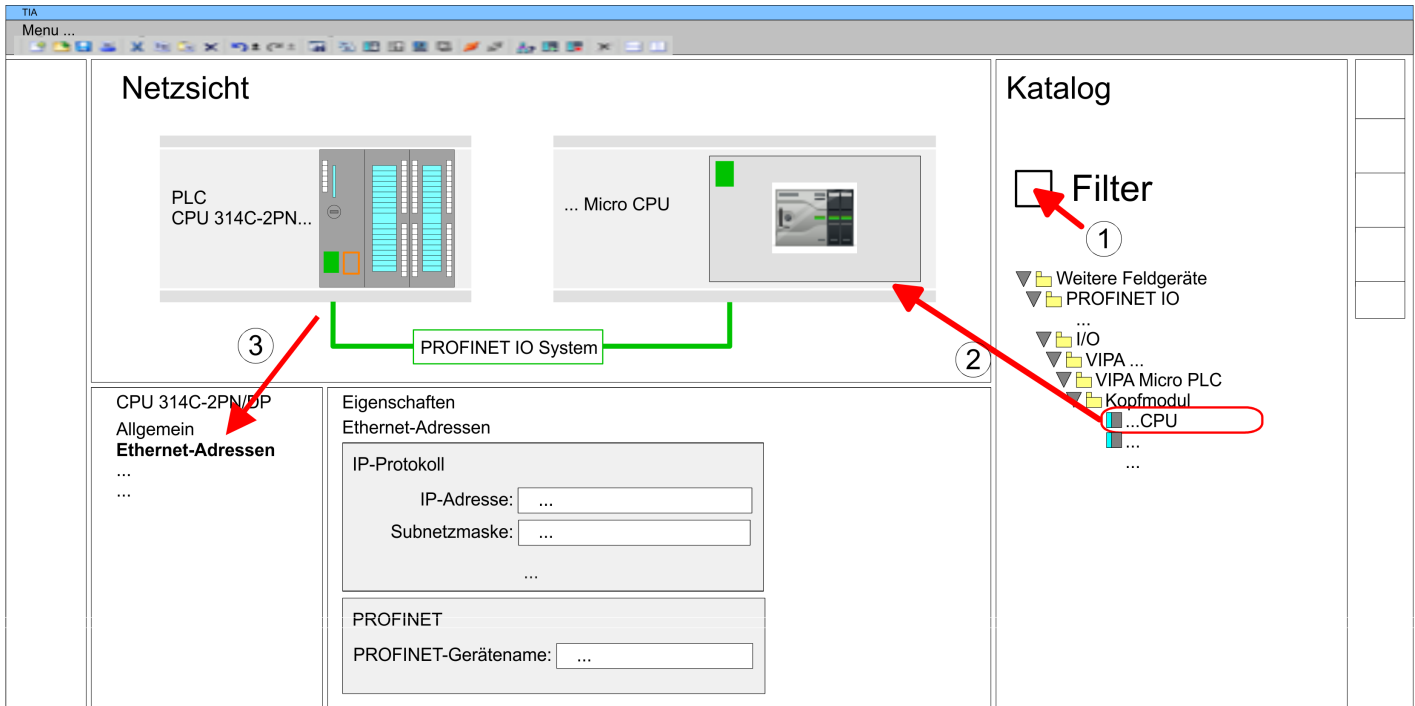 TIA
Menu ...
Netzsicht
PLC
CPU 314C-2PN...
... Micro CPU
PROFINET IO System
3
2
CPU 314C-2PN/DP
Allgemein
Ethernet-Adressen
...
...
Eigenschaften
Ethernet-Adressen
IP-Protokoll
IP-Adresse: ...
Subnetzmaske: ...
...
PROFINET
PROFINET-Gerätename: ...
Katalog
Filter
1
Weitere Feldgeräte
PROFINET IO
...
I/O
VIPA ...
VIPA Micro PLC
Kopfmodul
...CPU
...
...